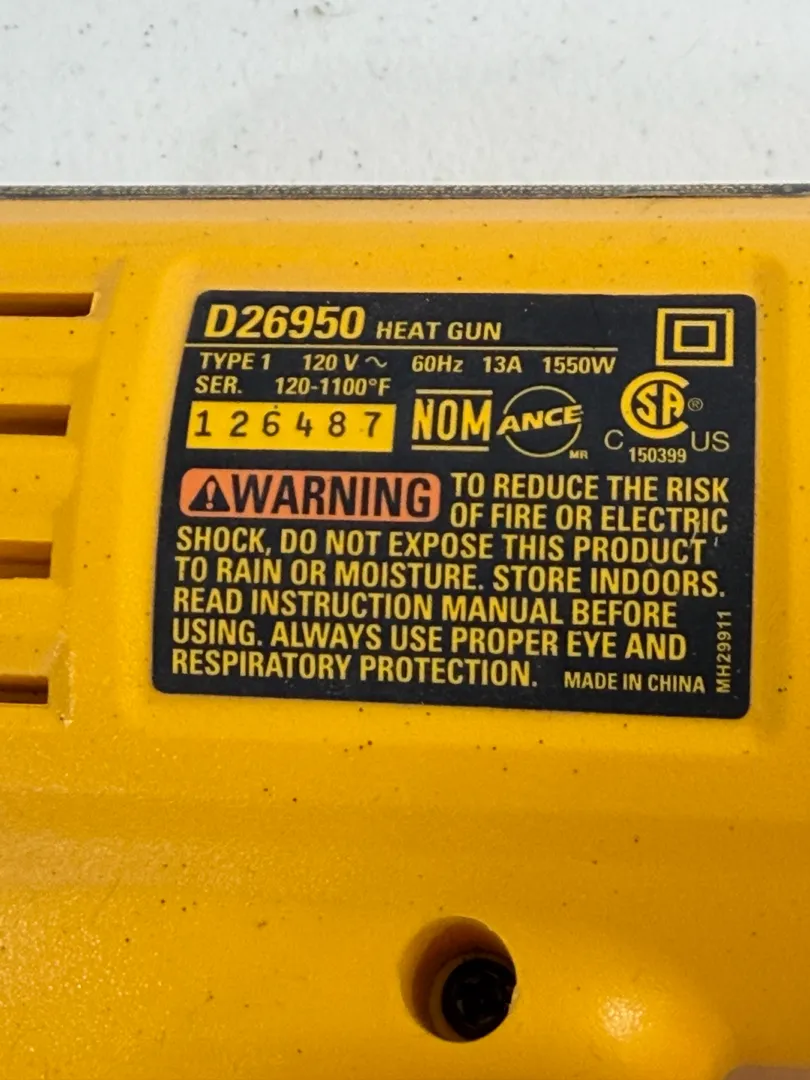 D26950 HEAT GUN
TYPE 1 120 V ~ 60Hz 13A 1550W
SER. 120-1100°F
126487 NOM ANCE MR C SA ® US
150399
⚠WARNING TO REDUCE THE RISK
OF FIRE OR ELECTRIC
SHOCK, DO NOT EXPOSE THIS PRODUCT
TO RAIN OR MOISTURE. STORE INDOORS.
READ INSTRUCTION MANUAL BEFORE
USING. ALWAYS USE PROPER EYE AND
RESPIRATORY PROTECTION. MADE IN CHINA
MH29911